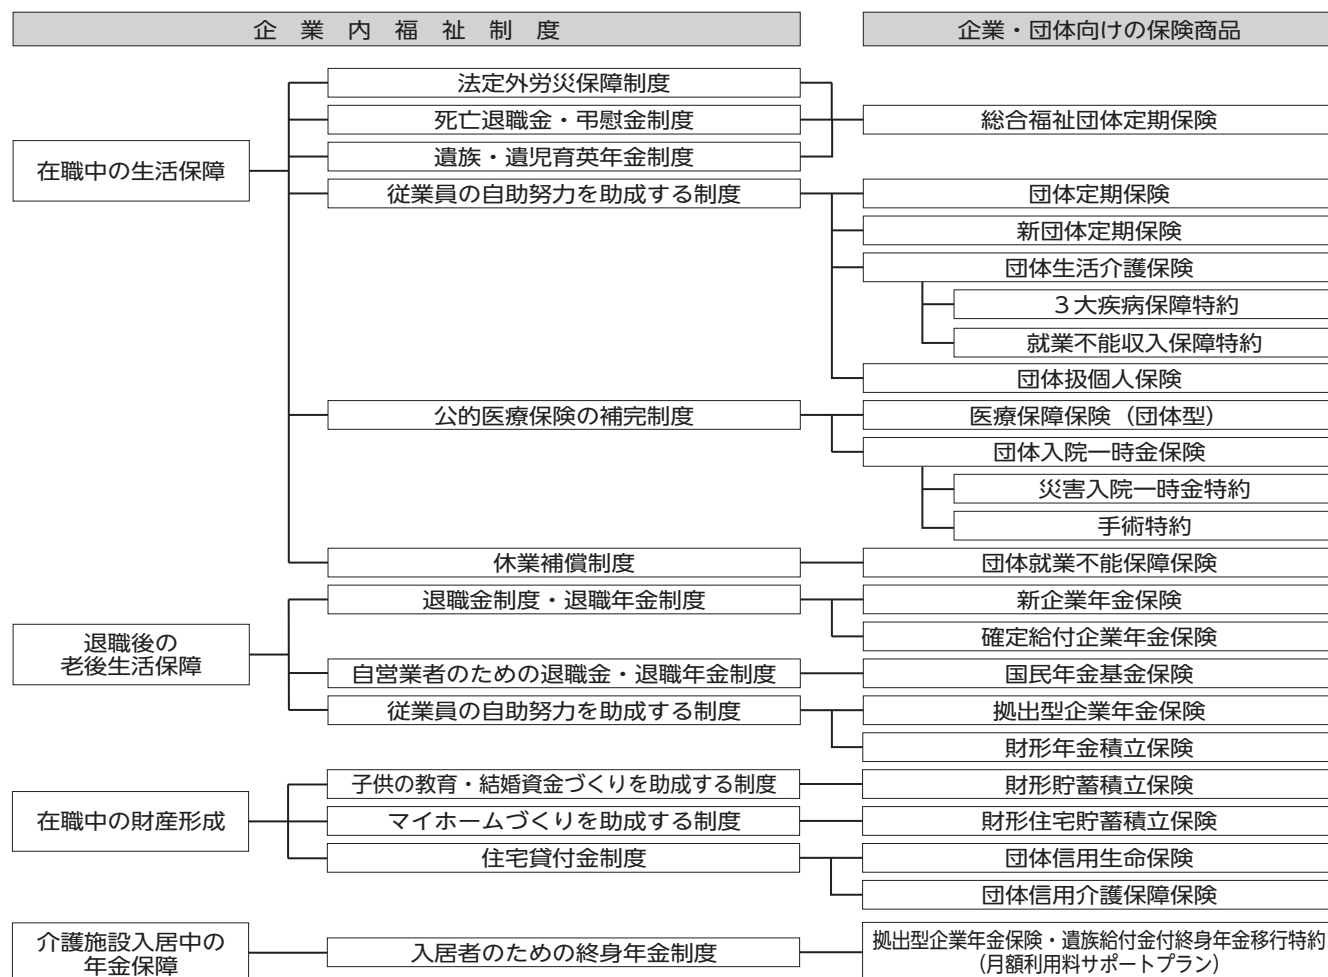 企業内福祉制度
企業・団体向けの保険商品
在職中の生活保障
法定外労災保障制度
死亡退職金・弔慰金制度
遺族・遺児育英年金制度
総合福祉団体定期保険
従業員の自助努力を助成する制度
団体定期保険
新団体定期保険
団体生活介護保険
3大疾病保障特約
就業不能収入保障特約
団体扱個人保険
公的医療保険の補完制度
医療保障保険（団体型）
団体入院一時金保険
災害入院一時金特約
手術特約
休業補償制度
団体就業不能保障保険
退職後の
老後生活保障
退職金制度・退職年金制度
新企業年金保険
確定給付企業年金保険
自営業者のための退職金・退職年金制度
国民年金基金保険
従業員の自助努力を助成する制度
拠出型企業年金保険
財形年金積立保険
在職中の財産形成
子供の教育・結婚資金づくりを助成する制度
財形貯蓄積立保険
マイホームづくりを助成する制度
財形住宅貯蓄積立保険
住宅貸付金制度
団体信用生命保険
団体信用介護保障保険
介護施設入居中の
年金保障
入居者のための終身年金制度
拠出型企業年金保険・遺族給付金付終身年金移行特約
（月額利用料サポートプラン）